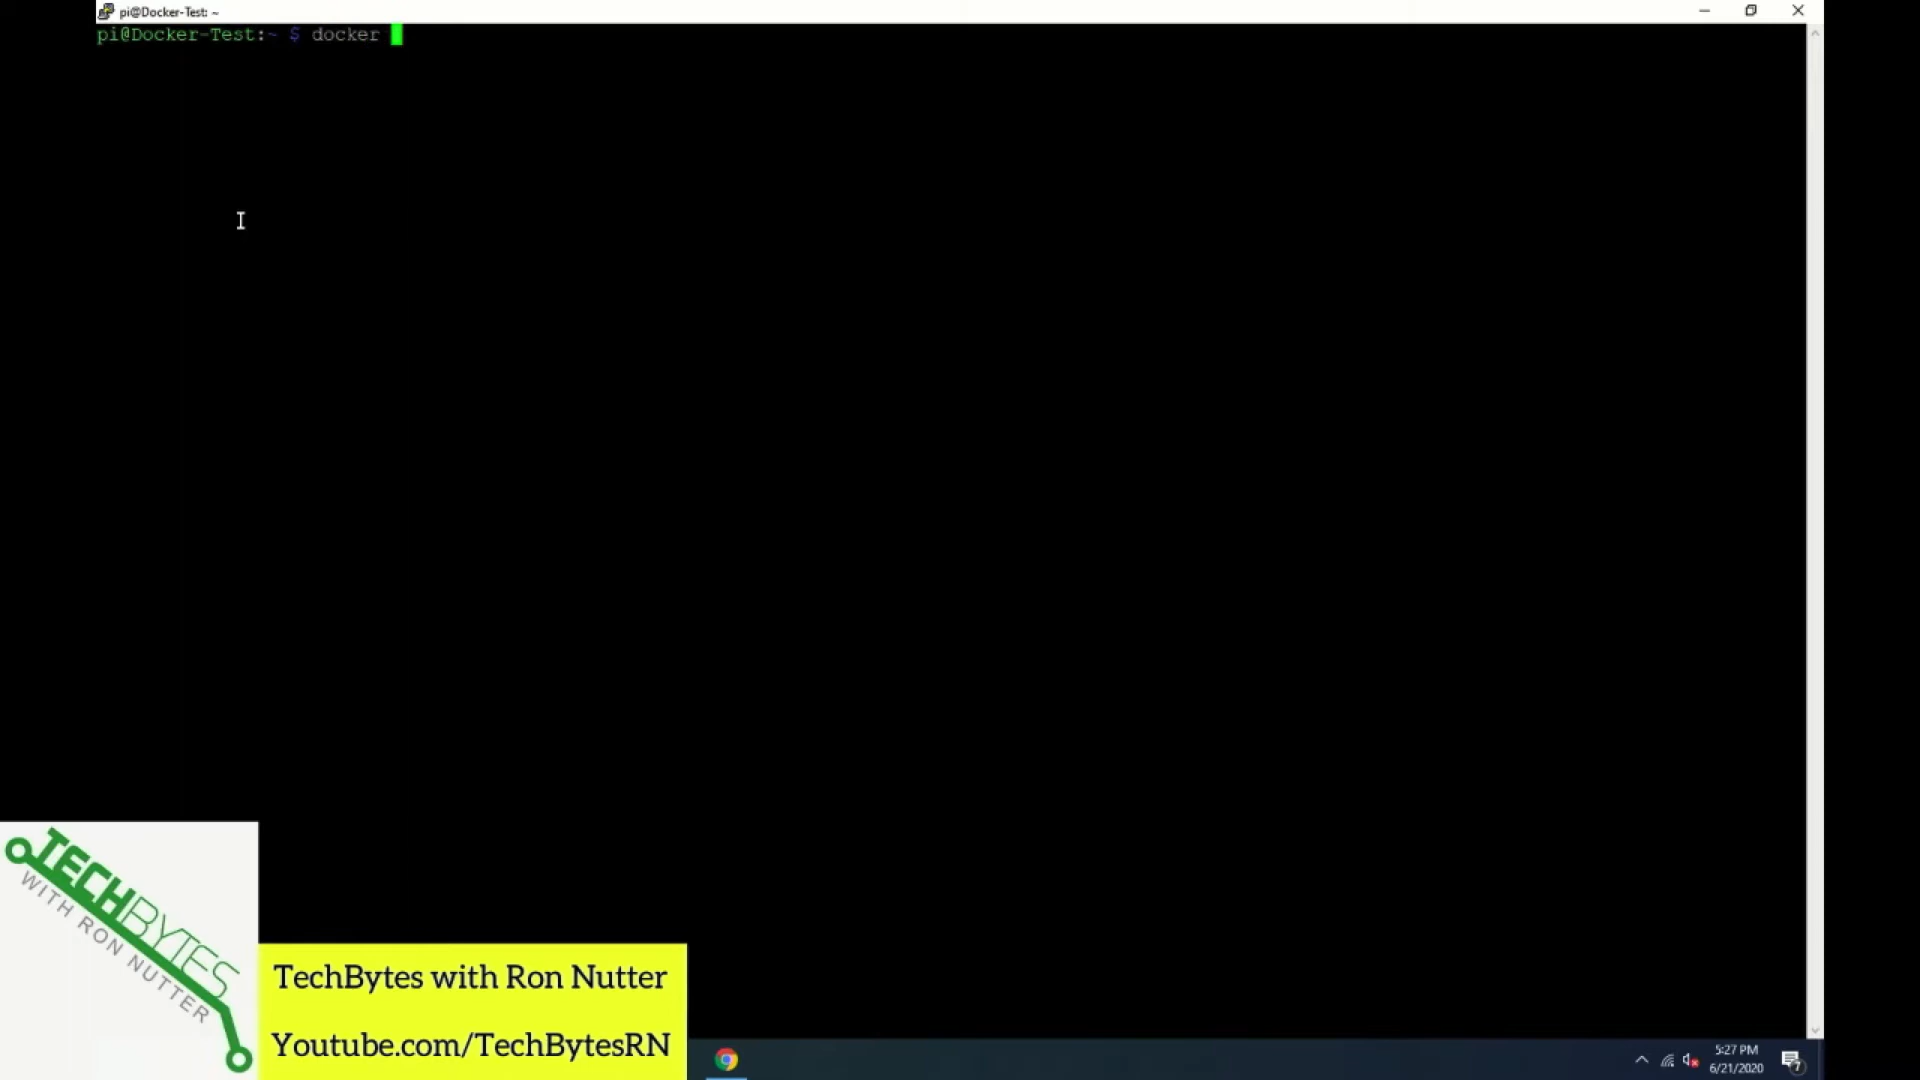 pi@Docker-Test: ~
pi@Docker-Test:~ $ docker
TECHBYTES
WITH RON NUTTER
TechBytes with Ron Nutter
Youtube.com/TechBytesRN
5:27 PM
6/21/2020
7